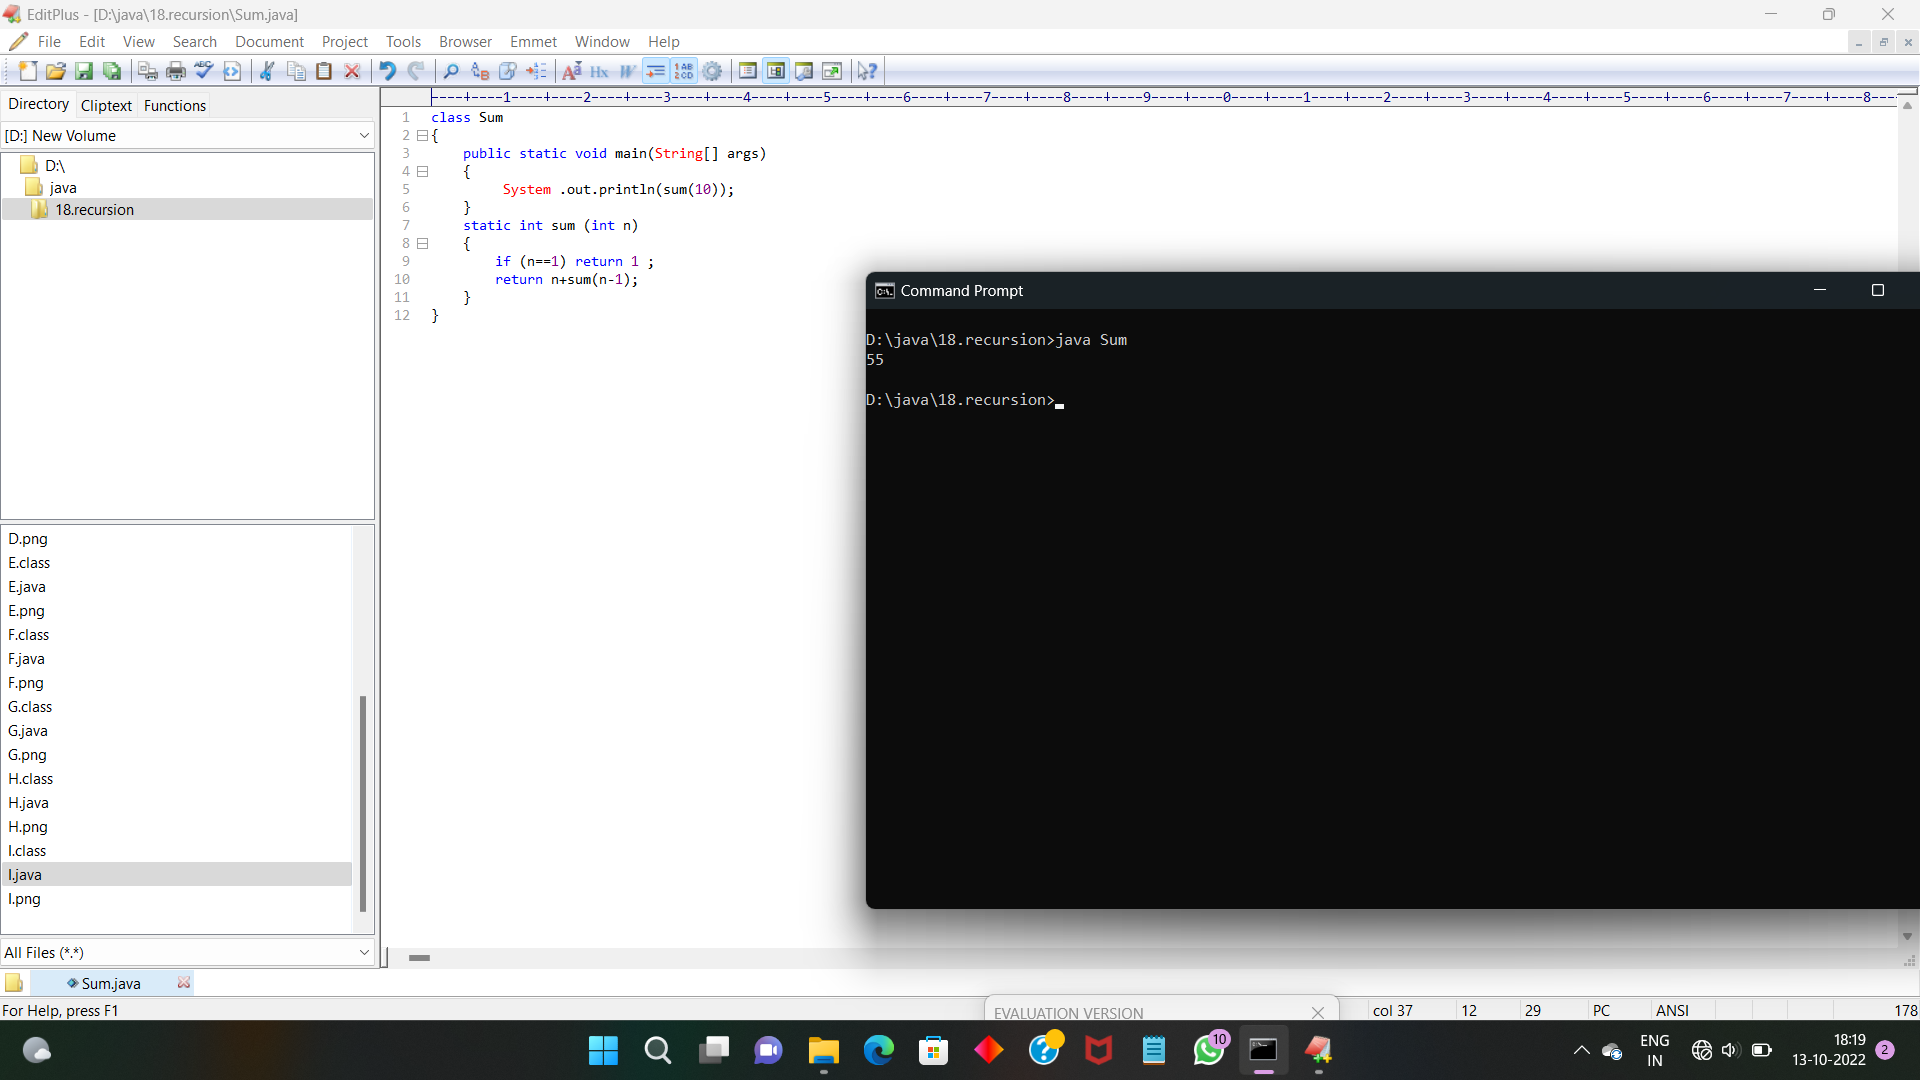 EditPlus - [D:\java\18.recursion\Sum.java]
File Edit View Search Document Project Tools Browser Emmet Window Help
Directory Cliptext Functions
[D:] New Volume
D:\
java
18.recursion
D.png
E.class
E.java
E.png
F.class
F.java
F.png
G.class
G.java
G.png
H.class
H.java
H.png
I.class
I.java
I.png
All Files (*.*)
----+----1----+----2----+----3----+----4----+----5----+----6----+----7----+----8----+----9----+----0----+----1----+----2----+----3----+----4----+----5----+----6----+----7----+----8---
1 class Sum
2 {
3 public static void main(String[] args)
4 {
5 System .out.println(sum(10));
6 }
7 static int sum (int n)
8 {
9 if (n==1) return 1 ;
10 return n+sum(n-1);
11 }
12 }
Command Prompt
D:\java\18.recursion>java Sum
55
D:\java\18.recursion>
Sum.java
For Help, press F1
EVALUATION VERSION
col 37 12 29 PC ANSI 178
10
ENG
IN
18:19
13-10-2022
2